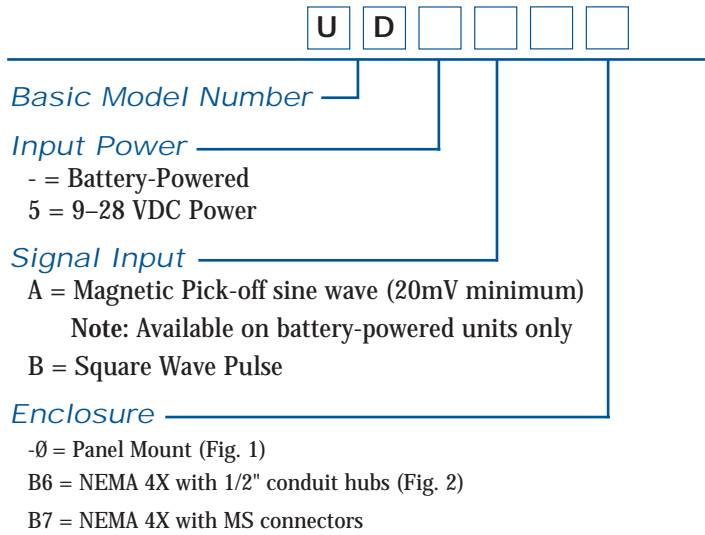 U D
Basic Model Number
Input Power
- = Battery-Powered
5 = 9–28 VDC Power
Signal Input
A = Magnetic Pick-off sine wave (20mV minimum)
Note: Available on battery-powered units only
B = Square Wave Pulse
Enclosure
-Ø = Panel Mount (Fig. 1)
B6 = NEMA 4X with 1/2" conduit hubs (Fig. 2)
B7 = NEMA 4X with MS connectors